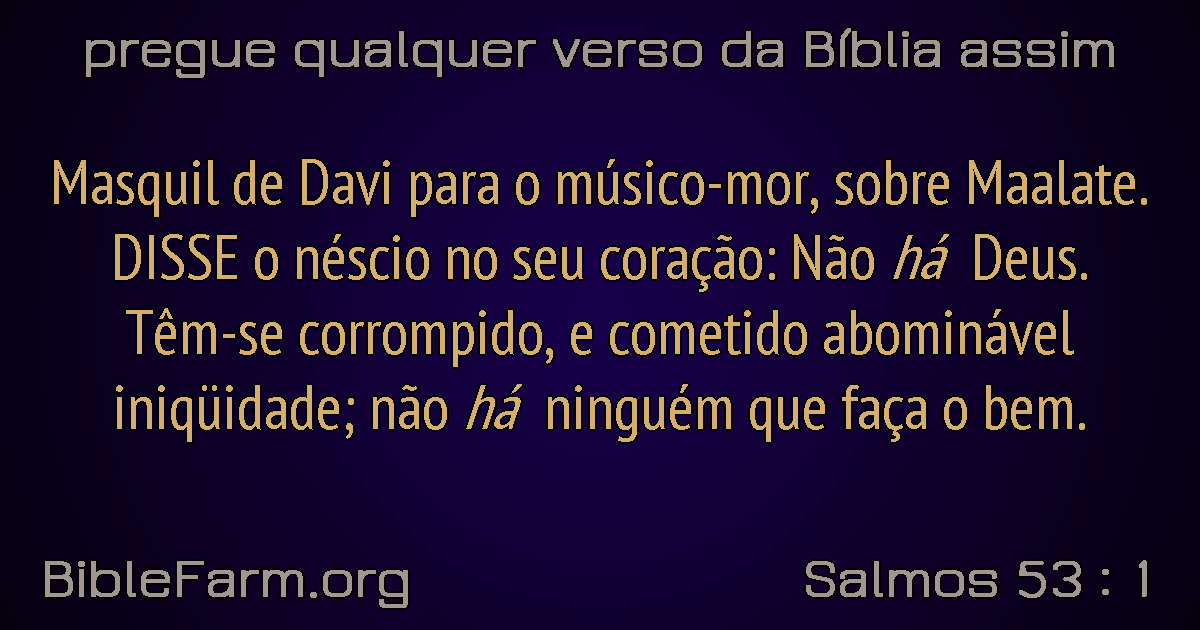 pregue qualquer verso da Bíblia assim
Masquil de Davi para o músico-mor, sobre Maalate.
DISSE o néscio no seu coração: Não há Deus.
Têm-se corrompido, e cometido abominável
iniqüidade; não há ninguém que faça o bem.
BibleFarm.org
Salmos 53 : 1